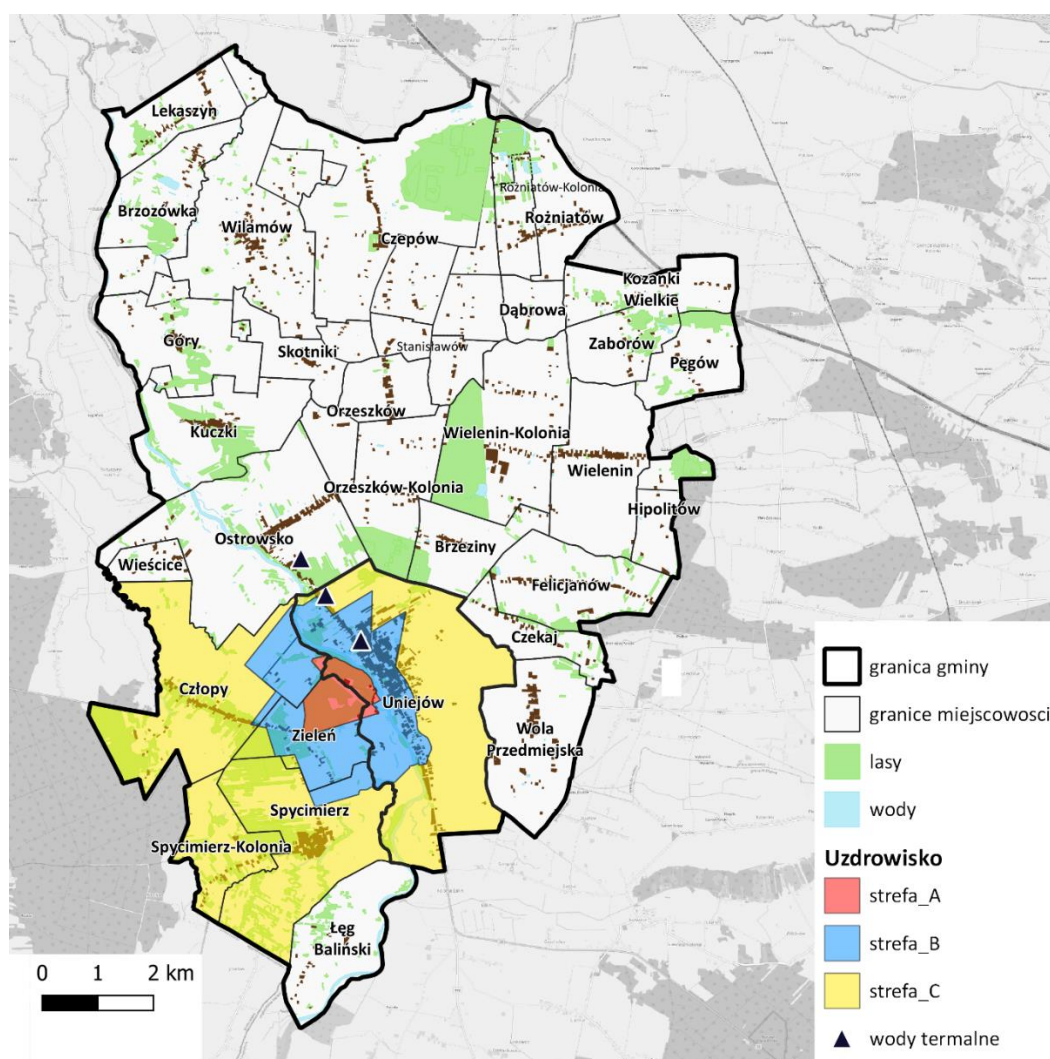 Lekaszyn
Brzozówka
Wilamów
Czepów
Rożniatów-Kolonia
Rożniatów
Kozanki
Wielkie
Dąbrowa
Zaborów
Pęgów
Góry
Skotniki
Stanisławów
Orzeszków
Kuczki
Wielenin-Kolonia
Wielenin
Orzeszków-Kolonia
Hipolitów
Ostrowsko
Brzeziny
Wieścice
Felicjanów
Czekaj
Człopy
Uniejów
Zieleń
Wola
Przedmiejska
Spycimierz
Spycimierz-Kolonia
Łęg
Baliński
0 1 2 km
granica gminy
granice miejscowosci
lasy
wody
Uzdrowisko
strefa_A
strefa_B
strefa_C
wody termalne